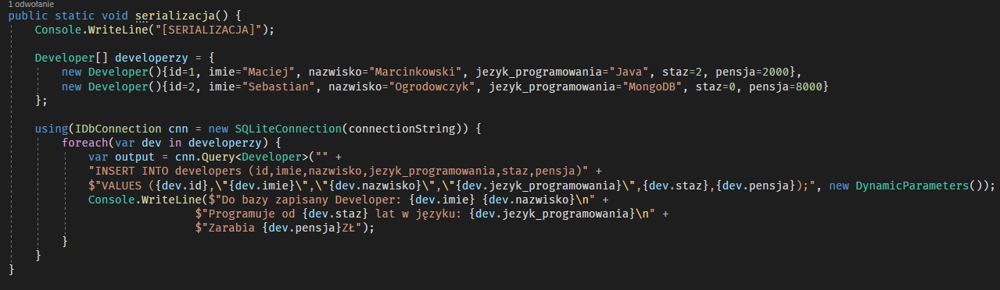 1 odwołanie
public static void serializacja() {
    Console.WriteLine("[SERIALIZACJA]");
    Developer[] developerzy = {
        new Developer(){id=1, imie="Maciej", nazwisko="Marcinkowski", jezyk_programowania="Java", staz=2, pensja=2000},
        new Developer(){id=2, imie="Sebastian", nazwisko="Ogrodowczyk", jezyk_programowania="MongoDB", staz=0, pensja=8000}
    };
    using(IDbConnection cnn = new SQLiteConnection(connectionString)) {
        foreach(var dev in developerzy) {
            var output = cnn.Query<Developer>("" +
            "INSERT INTO developers (id,imie,nazwisko,jezyk_programowania,staz,pensja)" +
            $"VALUES ({dev.id},\"{dev.imie}\",\"{dev.nazwisko}\",\"{dev.jezyk_programowania}\",{dev.staz},{dev.pensja});", new DynamicParameters());
            Console.WriteLine($"Do bazy zapisany Developer: {dev.imie} {dev.nazwisko}\n" +
                            $"Programuje od {dev.staz} lat w języku: {dev.jezyk_programowania}\n" +
                            $"Zarabia {dev.pensja}ZŁ");
        }
    }
}